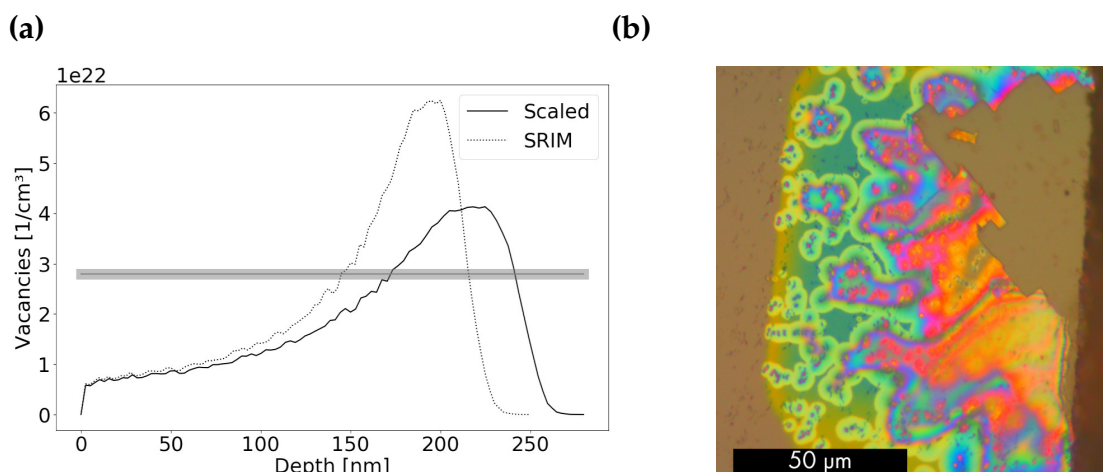 (a)
(b)
1e22
Scaled
SRIM
6
5
4
3
2
1
0
Vacancies [1/cm³]
0
50
100
150
200
250
Depth [nm]
50 µm